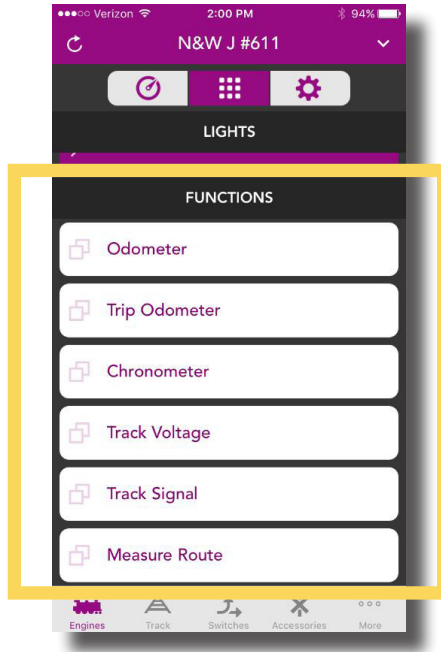 Verizon 2:00 PM 94%
N&W J #611
LIGHTS
FUNCTIONS
Odometer
Trip Odometer
Chronometer
Track Voltage
Track Signal
Measure Route
Engines Track Switches Accessories More